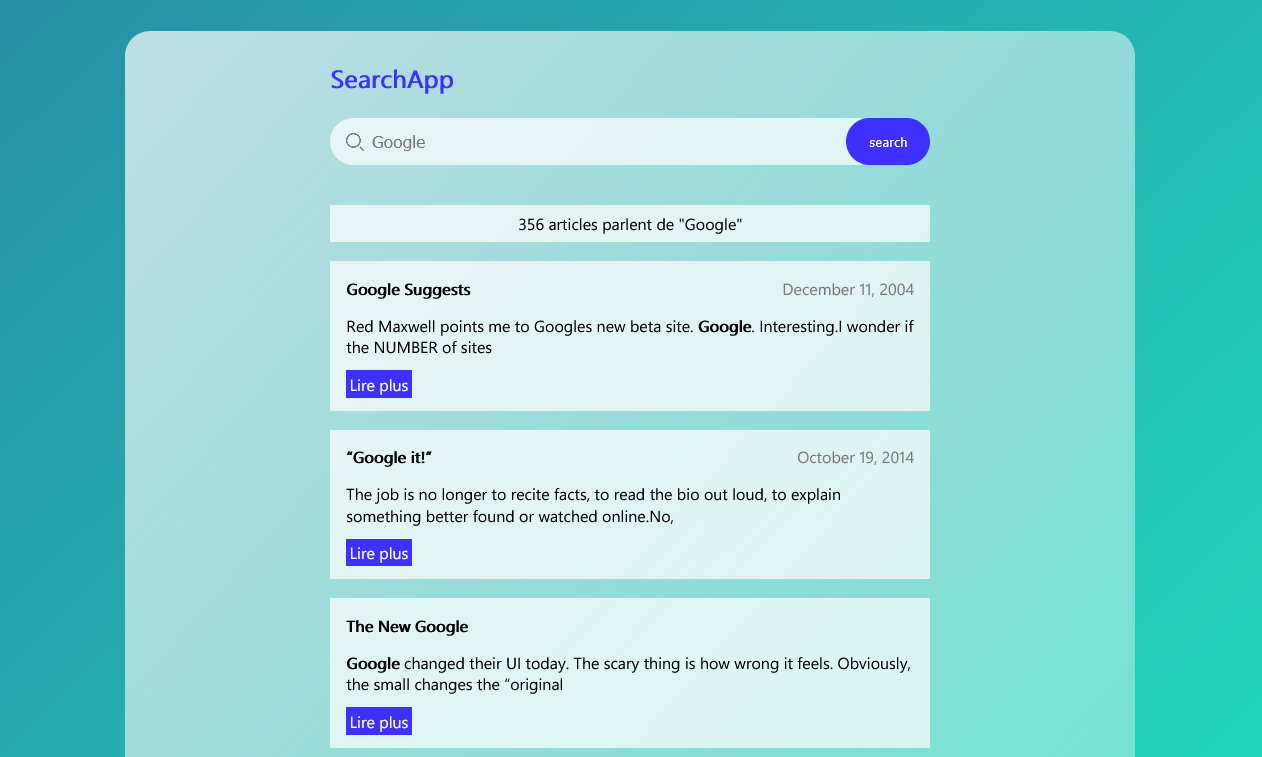 SearchApp
Google
search
356 articles parlent de "Google"
Google Suggests
December 11, 2004
Red Maxwell points me to Googles new beta site. Google. Interesting.I wonder if
the NUMBER of sites
Lire plus
“Google it!”
October 19, 2014
The job is no longer to recite facts, to read the bio out loud, to explain
something better found or watched online.No,
Lire plus
The New Google
Google changed their UI today. The scary thing is how wrong it feels. Obviously,
the small changes the “original
Lire plus